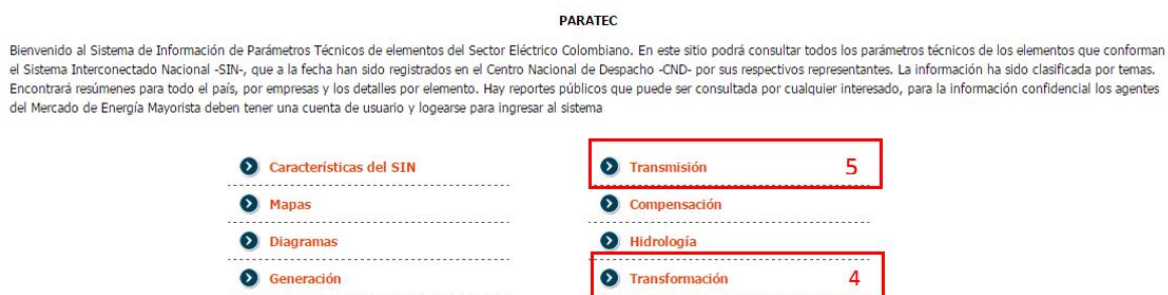 PARATEC
Bienvenido al Sistema de Información de Parámetros Técnicos de elementos del Sector Eléctrico Colombiano. En este sitio podrá consultar todos los parámetros técnicos de los elementos que conforman
el Sistema Interconectado Nacional -SIN-, que a la fecha han sido registrados en el Centro Nacional de Despacho -CND- por sus respectivos representantes. La información ha sido clasificada por temas.
Encontrará resúmenes para todo el país, por empresas y los detalles por elemento. Hay reportes públicos que puede ser consultada por cualquier interesado, para la información confidencial los agentes
del Mercado de Energía Mayorista deben tener una cuenta de usuario y logearse para ingresar al sistema
Características del SIN
Mapas
Diagramas
Generación
Transmisión 5
Compensación
Hidrología
Transformación 4